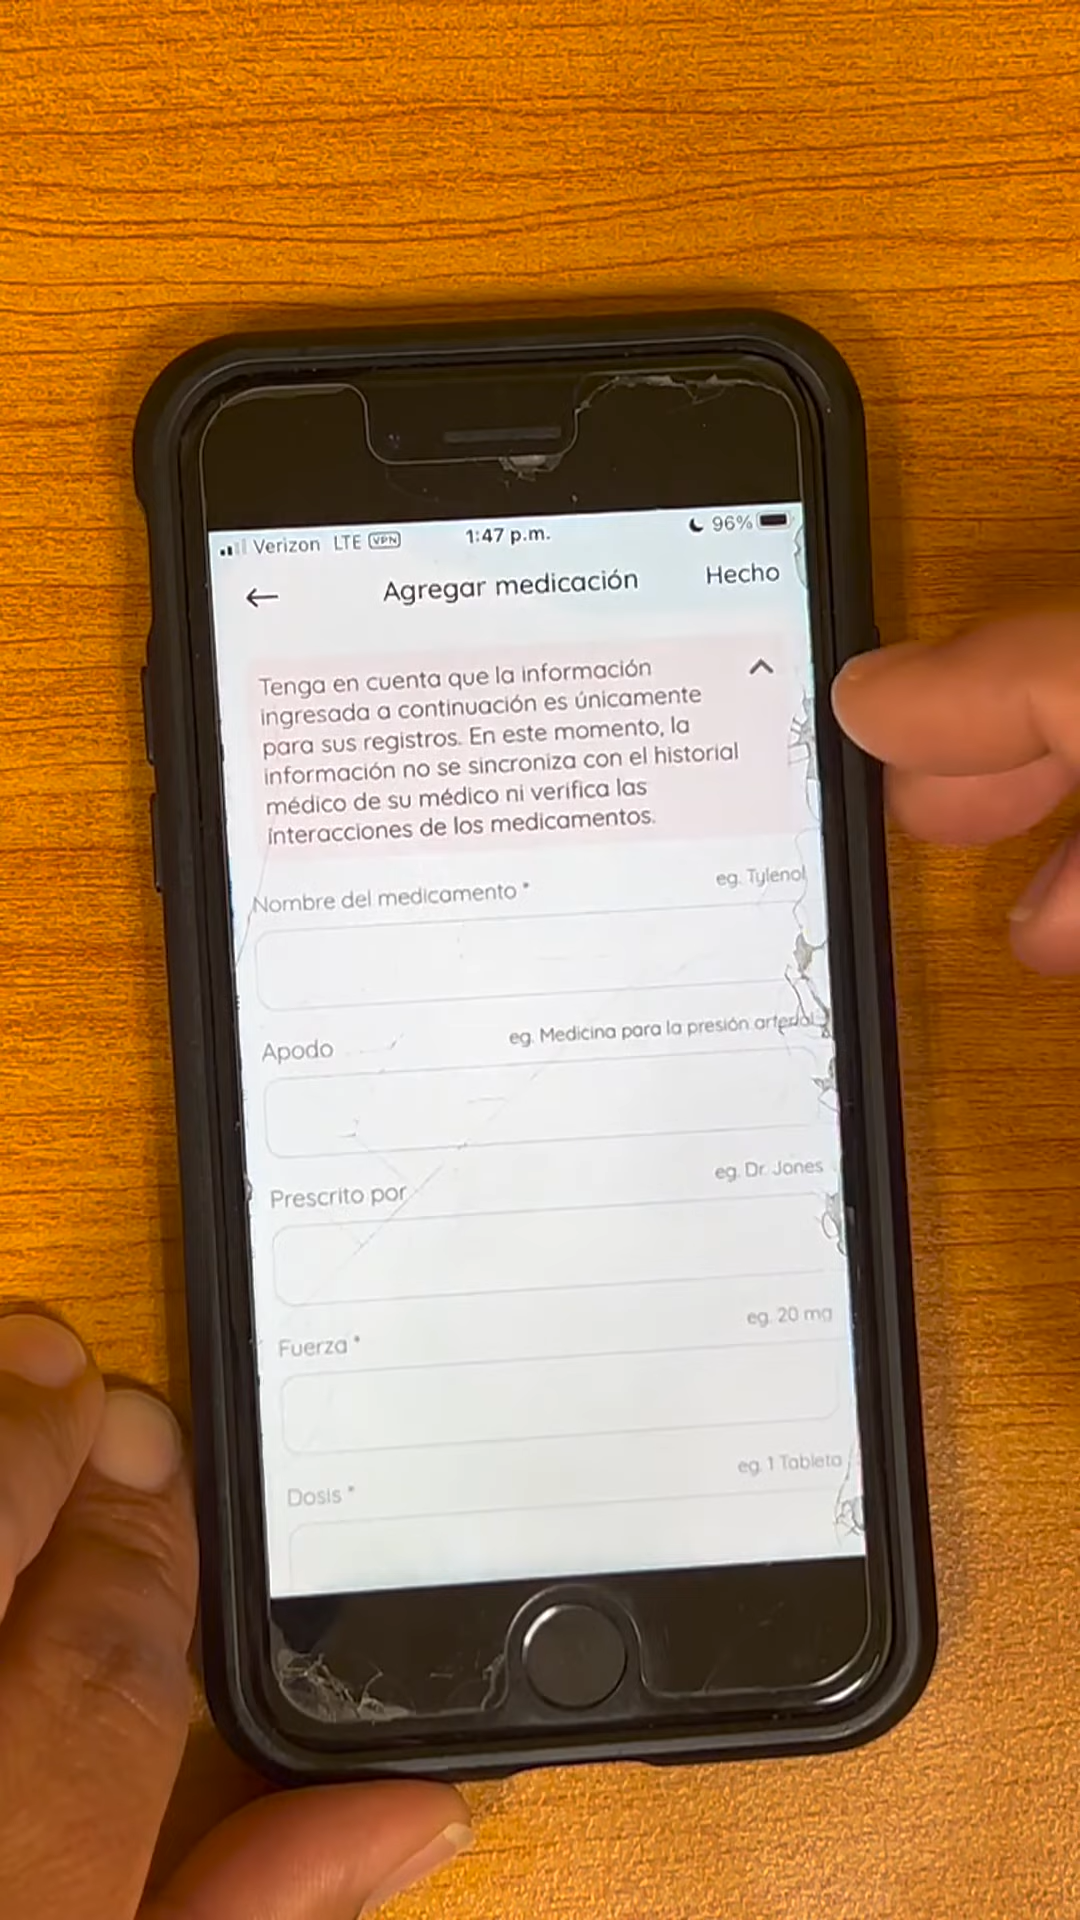 Verizon LTE VPN 1:47 p.m. 96%
Agregar medicación Hecho
Tenga en cuenta que la información
ingresada a continuación es únicamente
para sus registros. En este momento, la
información no se sincroniza con el historial
médico de su médico ni verifica las
interacciones de los medicamentos.
Nombre del medicamento * eg. Tylenol
Apodo eg. Medicina para la presión arterial
Prescrito por eg. Dr. Jones
Fuerza * eg. 20 mg
Dosis * eg. 1 Tableta